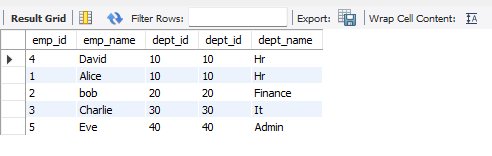 Result Grid Filter Rows: Export: Wrap Cell Content:
emp_id emp_name dept_id dept_id dept_name
4 David 10 10 Hr
1 Alice 10 10 Hr
2 bob 20 20 Finance
3 Charlie 30 30 It
5 Eve 40 40 Admin